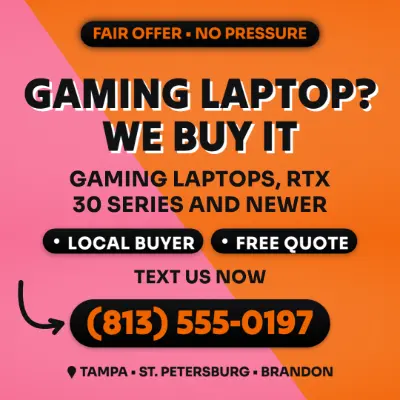 FAIR OFFER • NO PRESSURE
GAMING LAPTOP?
WE BUY IT
GAMING LAPTOPS, RTX
30 SERIES AND NEWER
• LOCAL BUYER • FREE QUOTE
TEXT US NOW
(813) 555-0197
TAMPA • ST. PETERSBURG • BRANDON